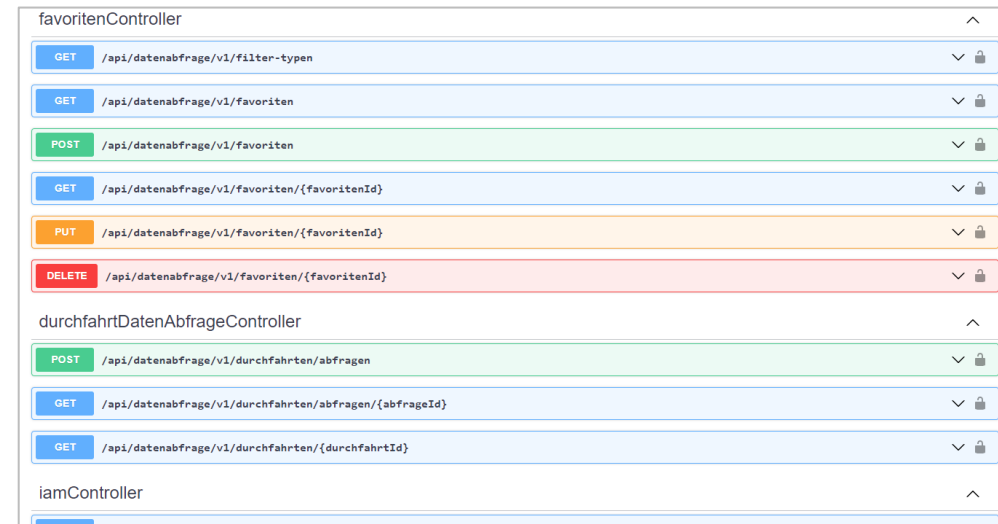 favoritenController
GET /api/datenabfrage/v1/filter-typen
GET /api/datenabfrage/v1/favoriten
POST /api/datenabfrage/v1/favoriten
GET /api/datenabfrage/v1/favoriten/{favoritenId}
PUT /api/datenabfrage/v1/favoriten/{favoritenId}
DELETE /api/datenabfrage/v1/favoriten/{favoritenId}
durchfahrtDatenAbfrageController
POST /api/datenabfrage/v1/durchfahrten/abfragen
GET /api/datenabfrage/v1/durchfahrten/abfragen/{abfrageId}
GET /api/datenabfrage/v1/durchfahrten/{durchfahrtId}
iamController